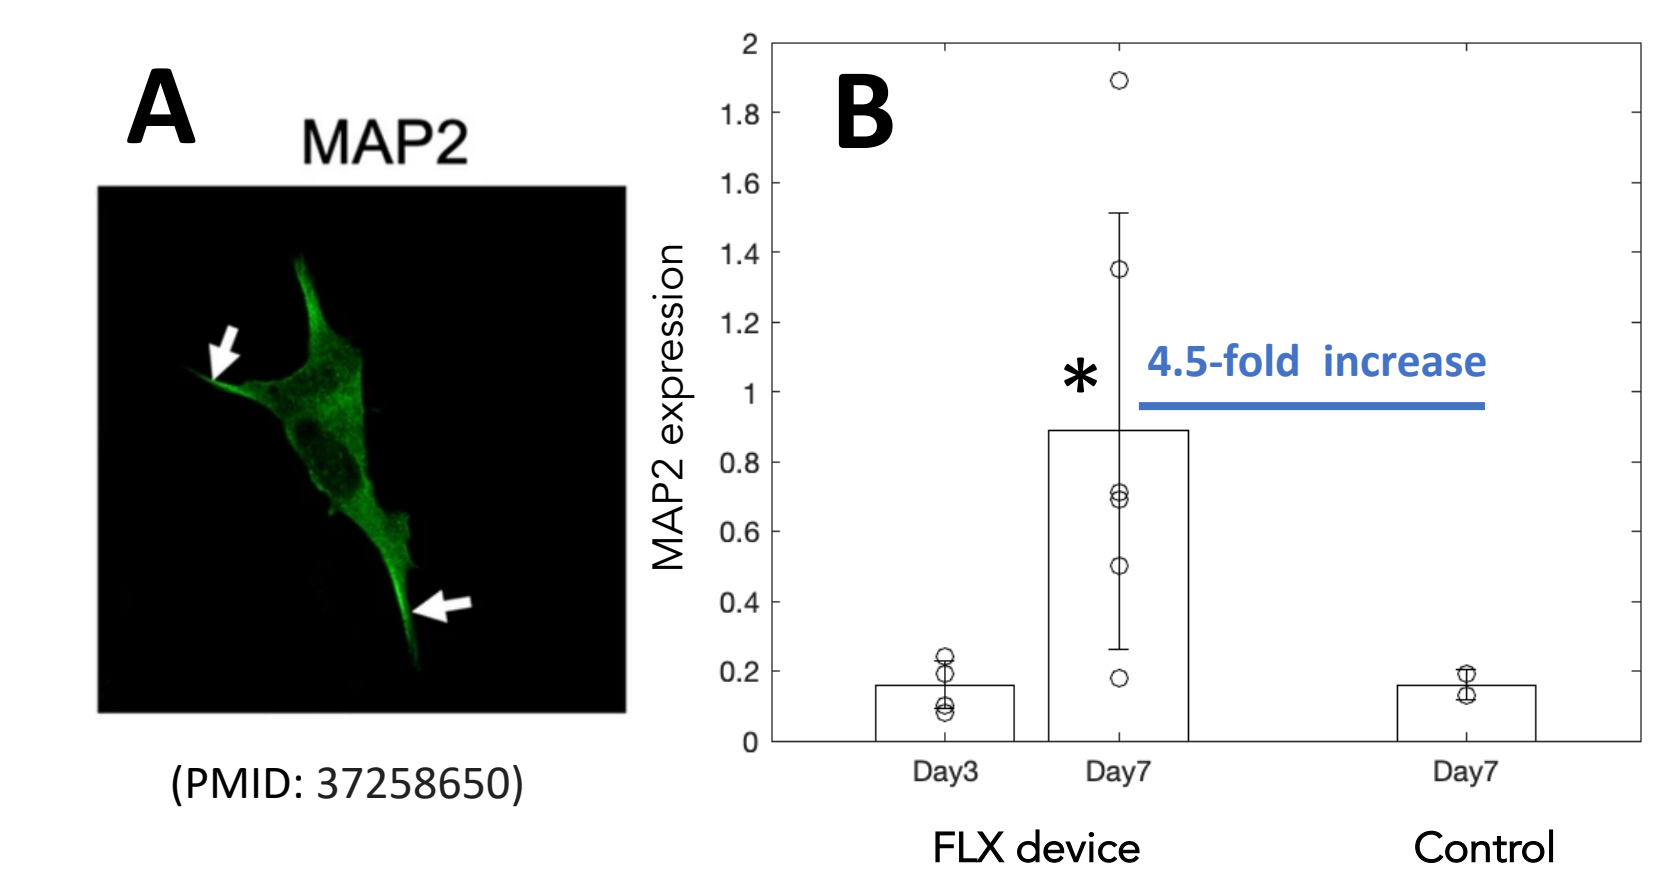 A
MAP2
(PMID: 37258650)
B
MAP2 expression
2
1.8
1.6
1.4
1.2
1
0.8
0.6
0.4
0.2
0
*
4.5-fold increase
Day3 Day7 Day7
FLX device Control